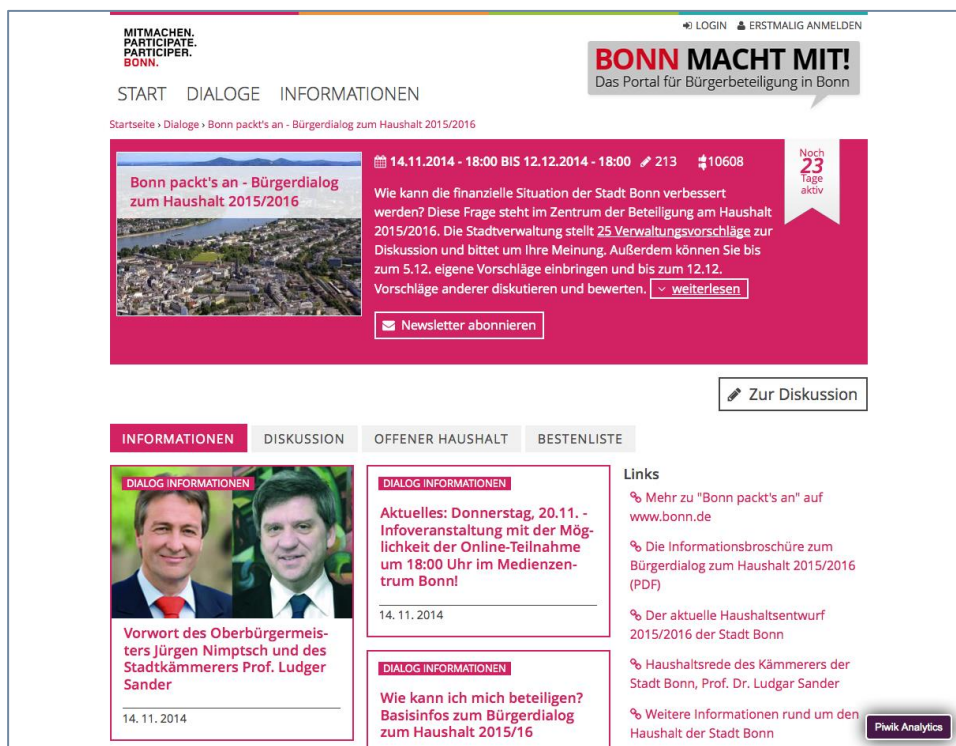 MITMACHEN.
PARTICIPATE.
PARTICIPER.
BONN.
LOGIN ERSTMALIG ANMELDEN
BONN MACHT MIT!
Das Portal für Bürgerbeteiligung in Bonn
START DIALOGE INFORMATIONEN
Startseite › Dialoge › Bonn packt's an - Bürgerdialog zum Haushalt 2015/2016
Bonn packt's an - Bürgerdialog
zum Haushalt 2015/2016
14.11.2014 - 18:00 BIS 12.12.2014 - 18:00 213 10608
Noch
23
Tage
aktiv
Wie kann die finanzielle Situation der Stadt Bonn verbessert
werden? Diese Frage steht im Zentrum der Beteiligung am Haushalt
2015/2016. Die Stadtverwaltung stellt 25 Verwaltungsvorschläge zur
Diskussion und bittet um Ihre Meinung. Außerdem können Sie bis
zum 5.12. eigene Vorschläge einbringen und bis zum 12.12.
Vorschläge anderer diskutieren und bewerten. weiterlesen
Newsletter abonnieren
Zur Diskussion
INFORMATIONEN DISKUSSION OFFENER HAUSHALT BESTENLISTE
DIALOG INFORMATIONEN
Vorwort des Oberbürgermeis-
ters Jürgen Nimptsch und des
Stadtkämmerers Prof. Ludger
Sander
14. 11. 2014
DIALOG INFORMATIONEN
Aktuelles: Donnerstag, 20.11. -
Infoveranstaltung mit der Mög-
lichkeit der Online-Teilnahme
um 18:00 Uhr im Medienzen-
trum Bonn!
14. 11. 2014
DIALOG INFORMATIONEN
Wie kann ich mich beteiligen?
Basisinfos zum Bürgerdialog
zum Haushalt 2015/16
Links
Mehr zu "Bonn packt's an" auf
www.bonn.de
Die Informationsbroschüre zum
Bürgerdialog zum Haushalt 2015/2016
(PDF)
Der aktuelle Haushaltsentwurf
2015/2016 der Stadt Bonn
Haushaltsrede des Kämmerers der
Stadt Bonn, Prof. Dr. Ludgar Sander
Weitere Informationen rund um den
Haushalt der Stadt Bonn
Piwik Analytics